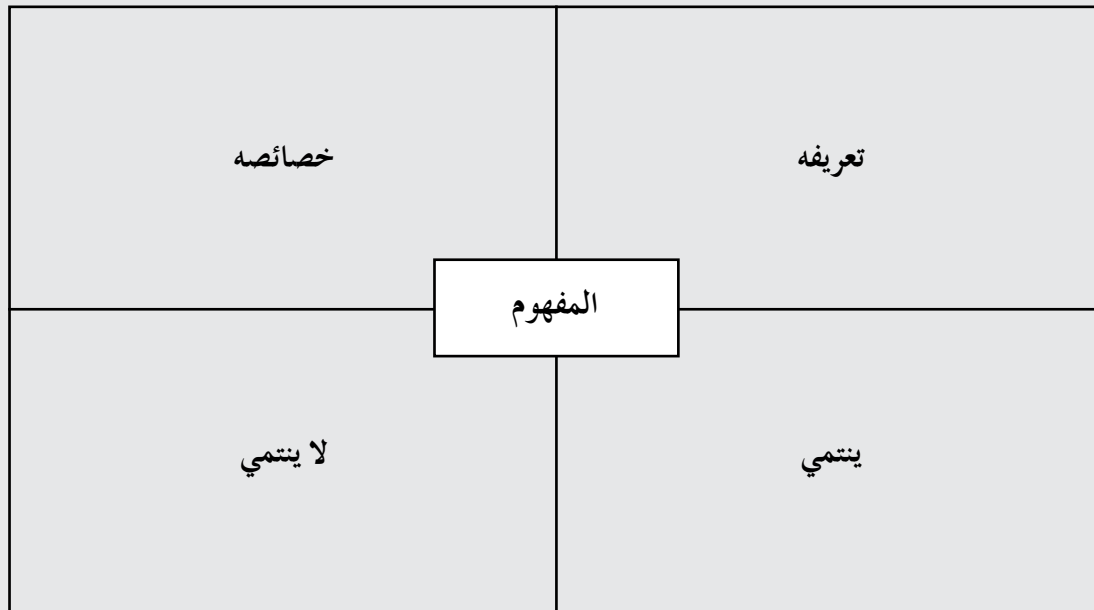 تعريفه
خصائصه
المفهوم
ينتمي
لا ينتمي